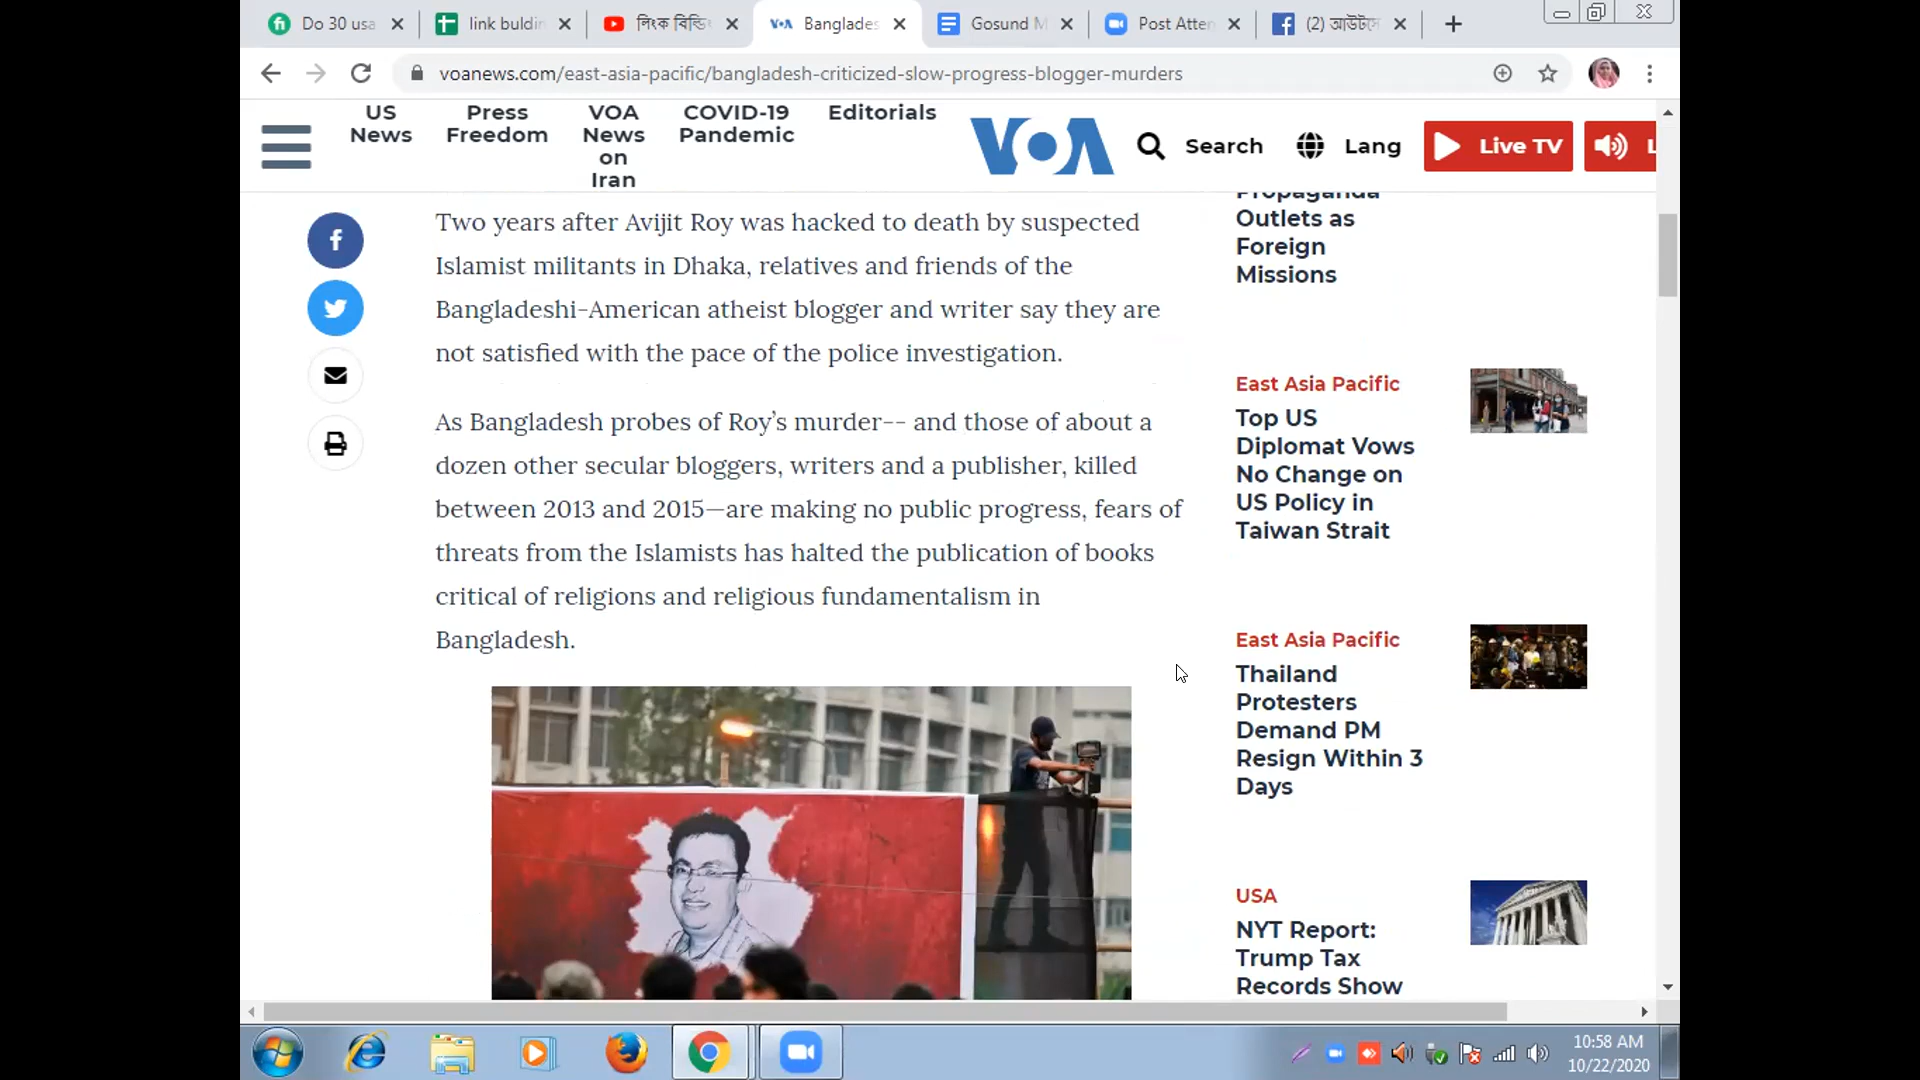 Do 30 usa
link buldin
লিংক বিল্ডিং
Banglades
Gosund M
Post Atten
(2) আউটসো
voanews.com/east-asia-pacific/bangladesh-criticized-slow-progress-blogger-murders
US
News
Press
Freedom
VOA
News
on
Iran
COVID-19
Pandemic
Editorials
VOA
Search
Lang
Live TV
L
Two years after Avijit Roy was hacked to death by suspected
Islamist militants in Dhaka, relatives and friends of the
Bangladeshi-American atheist blogger and writer say they are
not satisfied with the pace of the police investigation.
As Bangladesh probes of Roy’s murder-- and those of about a
dozen other secular bloggers, writers and a publisher, killed
between 2013 and 2015—are making no public progress, fears of
threats from the Islamists has halted the publication of books
critical of religions and religious fundamentalism in
Bangladesh.
Propaganda
Outlets as
Foreign
Missions
East Asia Pacific
Top US
Diplomat Vows
No Change on
US Policy in
Taiwan Strait
East Asia Pacific
Thailand
Protesters
Demand PM
Resign Within 3
Days
USA
NYT Report:
Trump Tax
Records Show
10:58 AM
10/22/2020